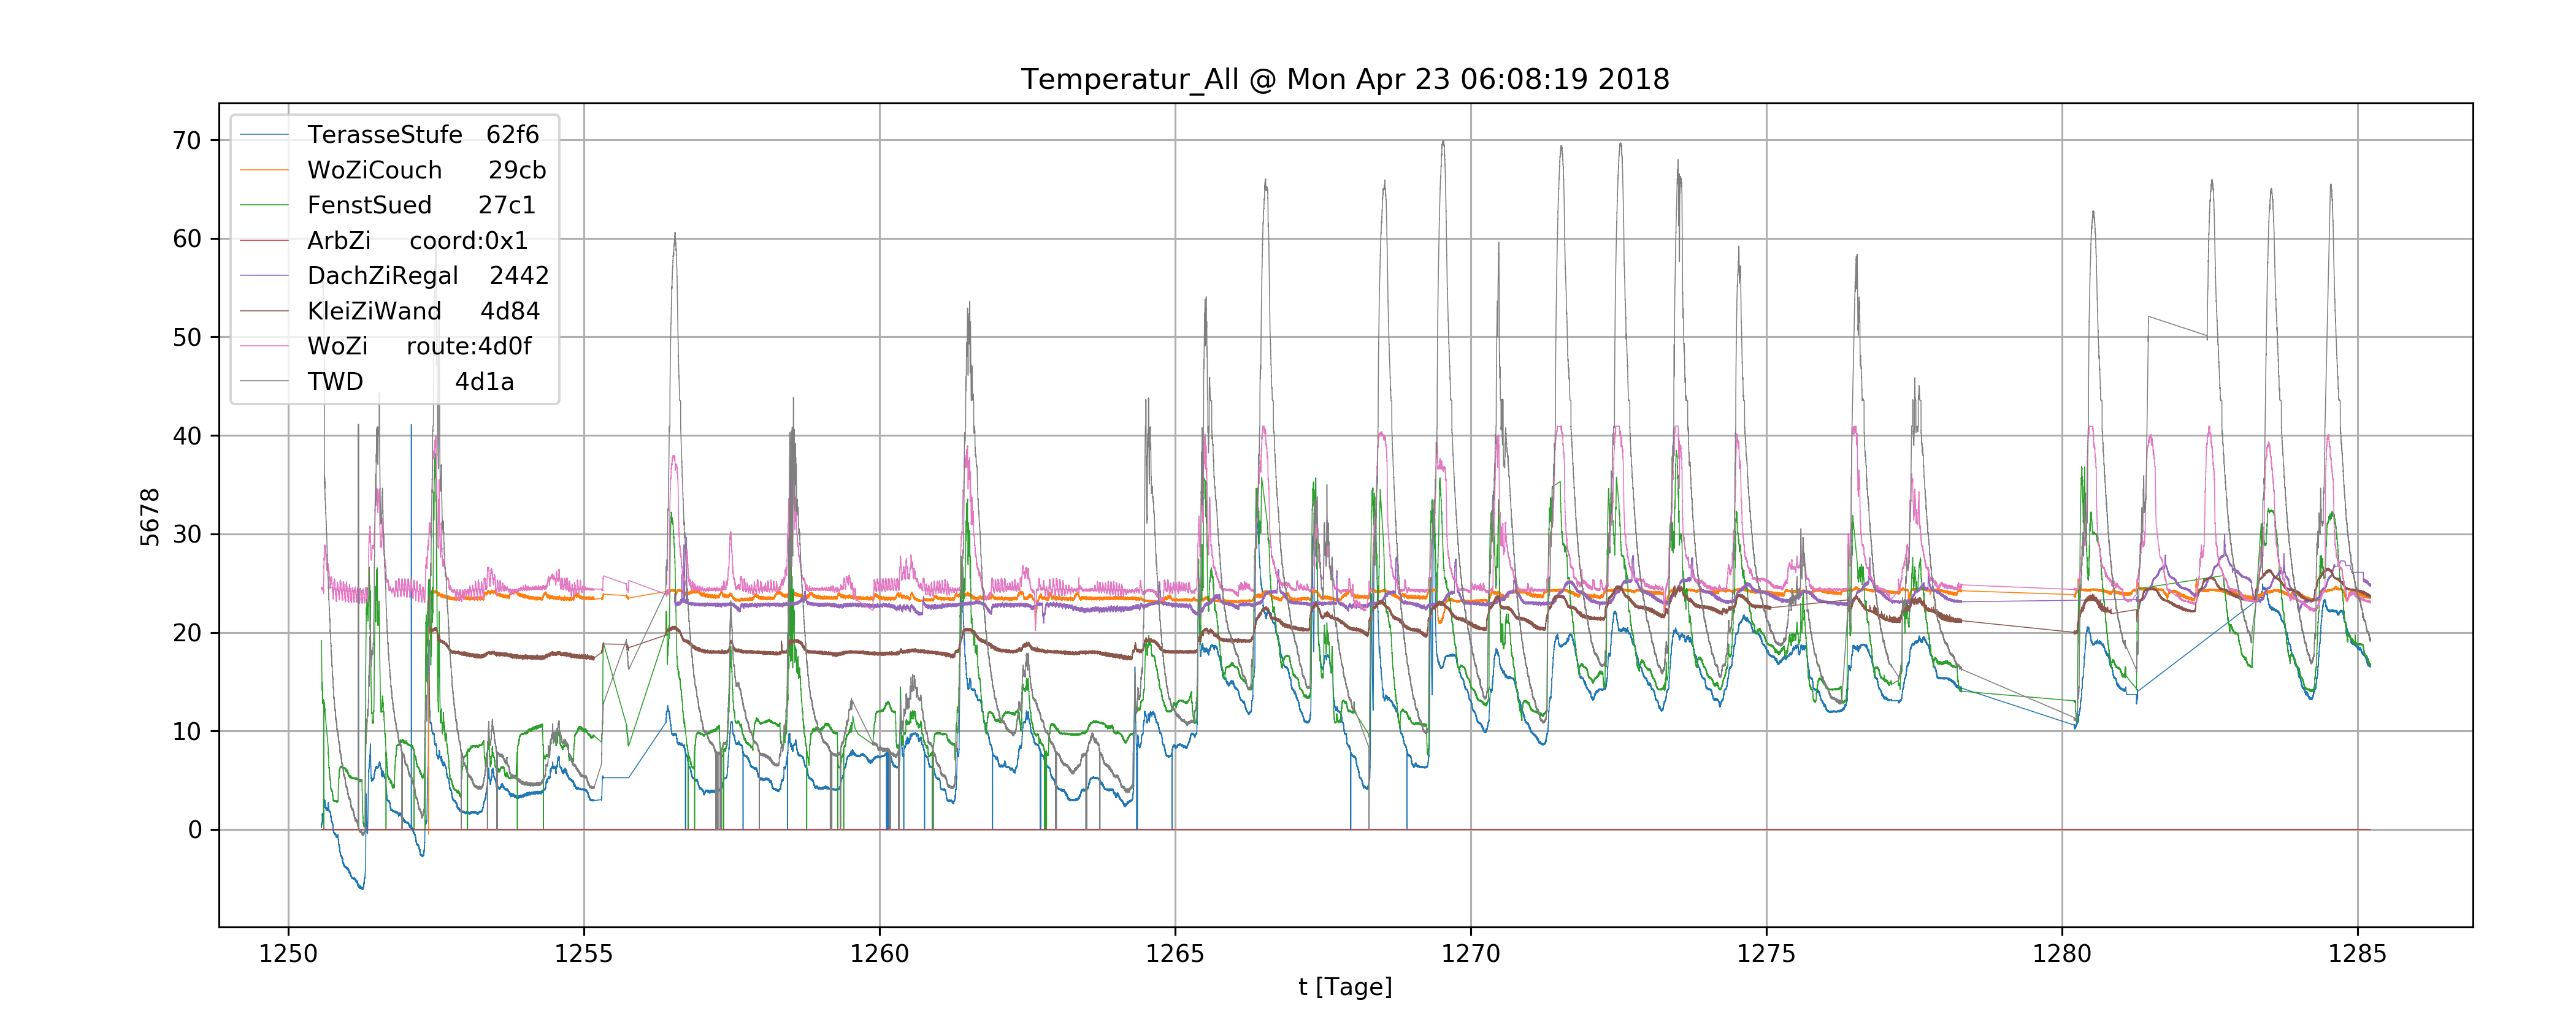 Temperatur_All @ Mon Apr 23 06:08:19 2018
TerasseStufe 62f6
WoZiCouch 29cb
FenstSued 27c1
ArbZi coord:0x1
DachZiRegal 2442
KleiZiWand 4d84
WoZi route:4d0f
TWD 4d1a
70
60
50
40
30
20
10
0
5678
1250 1255 1260 1265 1270 1275 1280 1285
t [Tage]